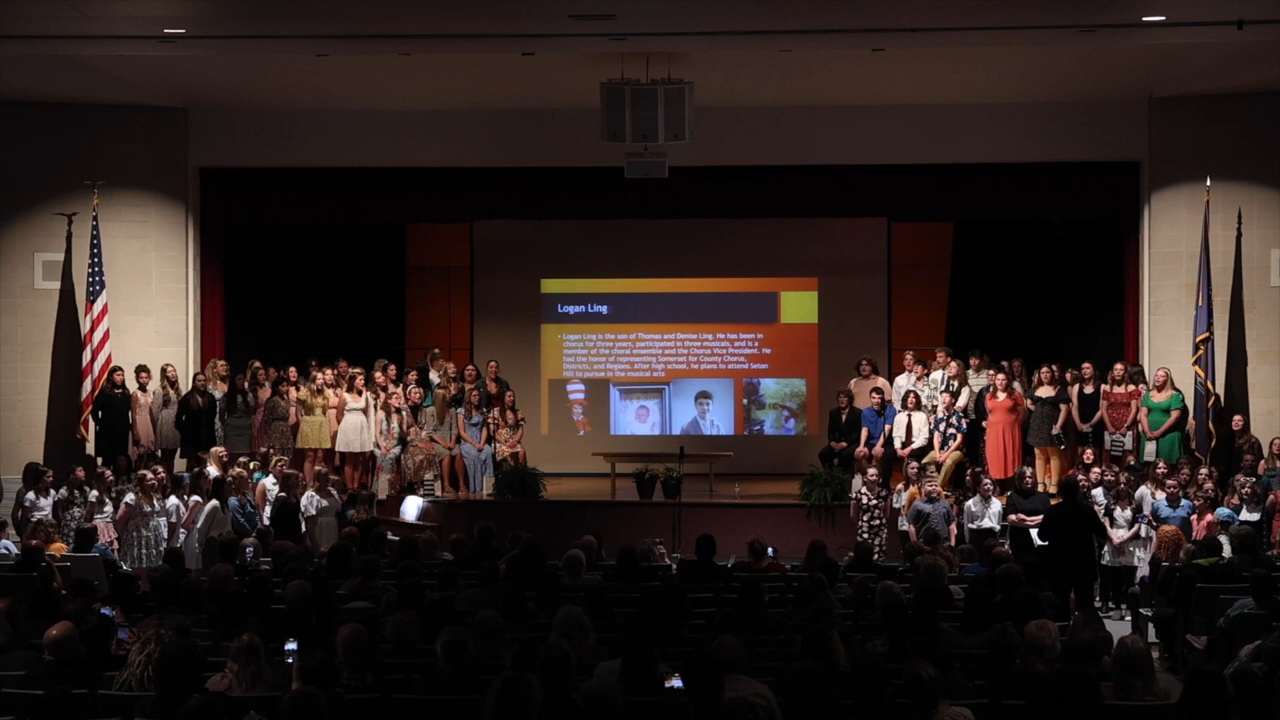 Logan Ling
• Logan Ling is the son of Thomas and Denise Ling. He has been in
chorus for three years, participated in three musicals, and is a
member of the choral ensemble and the Chorus Vice President. He
had the honor of representing Somerset for County Chorus,
Districts, and Regions. After high school, he plans to attend Seton
Hill to pursue in the musical arts